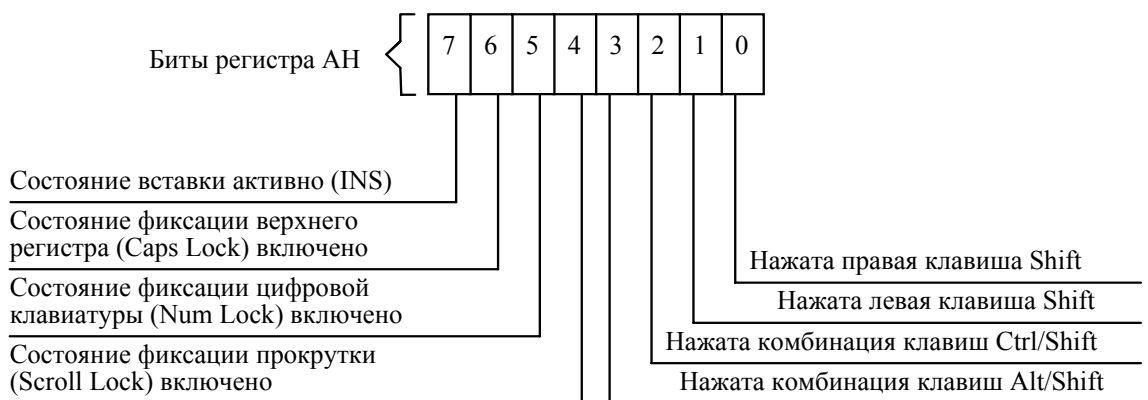 Биты регистра AH
7 6 5 4 3 2 1 0
Состояние вставки активно (INS)
Состояние фиксации верхнего
регистра (Caps Lock) включено
Состояние фиксации цифровой
клавиатуры (Num Lock) включено
Состояние фиксации прокрутки
(Scroll Lock) включено
Нажата правая клавиша Shift
Нажата левая клавиша Shift
Нажата комбинация клавиш Ctrl/Shift
Нажата комбинация клавиш Alt/Shift